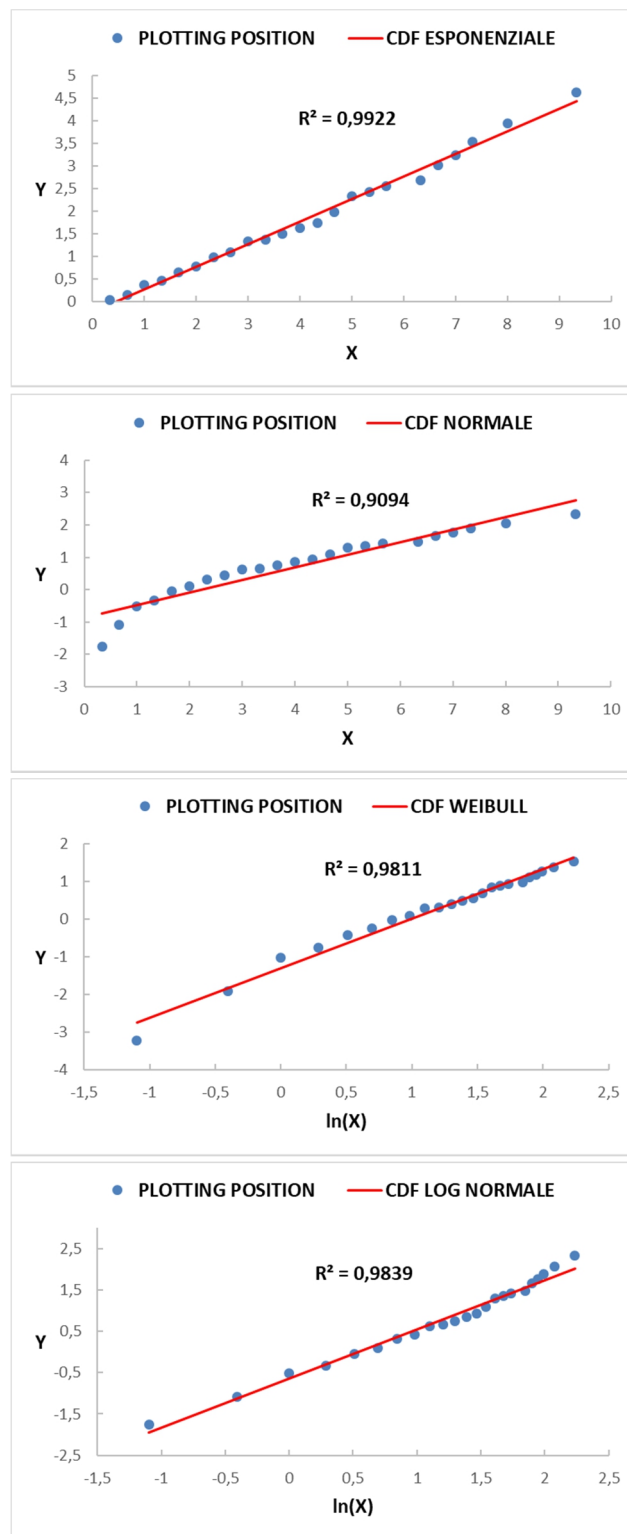 PLOTTING POSITION CDF ESPONENZIALE
5
4,5
4
3,5
3
2,5
2
1,5
1
0,5
0
Y
R² = 0,9922
0 1 2 3 4 5 6 7 8 9 10
X
PLOTTING POSITION CDF NORMALE
4
3
2
1
0
-1
-2
-3
Y
R² = 0,9094
0 1 2 3 4 5 6 7 8 9 10
X
PLOTTING POSITION CDF WEIBULL
2
1
0
-1
-2
-3
-4
Y
R² = 0,9811
-1,5 -1 -0,5 0 0,5 1 1,5 2 2,5
ln(X)
PLOTTING POSITION CDF LOG NORMALE
2,5
1,5
0,5
-0,5
-1,5
-2,5
Y
R² = 0,9839
-1,5 -1 -0,5 0 0,5 1 1,5 2 2,5
ln(X)